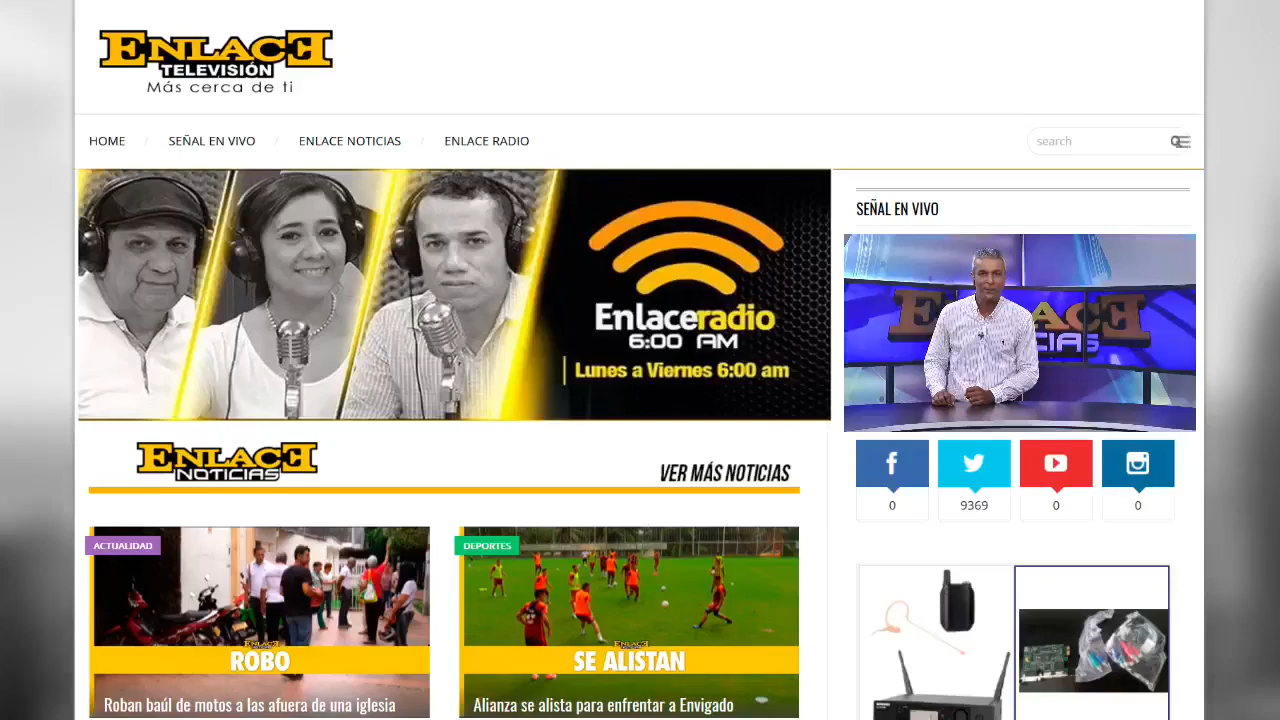 ENLACE
TELEVISIÓN
Más cerca de ti
HOME / SEÑAL EN VIVO / ENLACE NOTICIAS / ENLACE RADIO
search
Enlaceradio
6:00 AM
Lunes a Viernes 6:00 am
SEÑAL EN VIVO
ENLACE
NOTICIAS
VER MÁS NOTICIAS
0
9369
0
0
ACTUALIDAD
ENLACE
ROBO
Roban baúl de motos a las afuera de una iglesia
DEPORTES
ENLACE
SE ALISTAN
Alianza se alista para enfrentar a Envigado